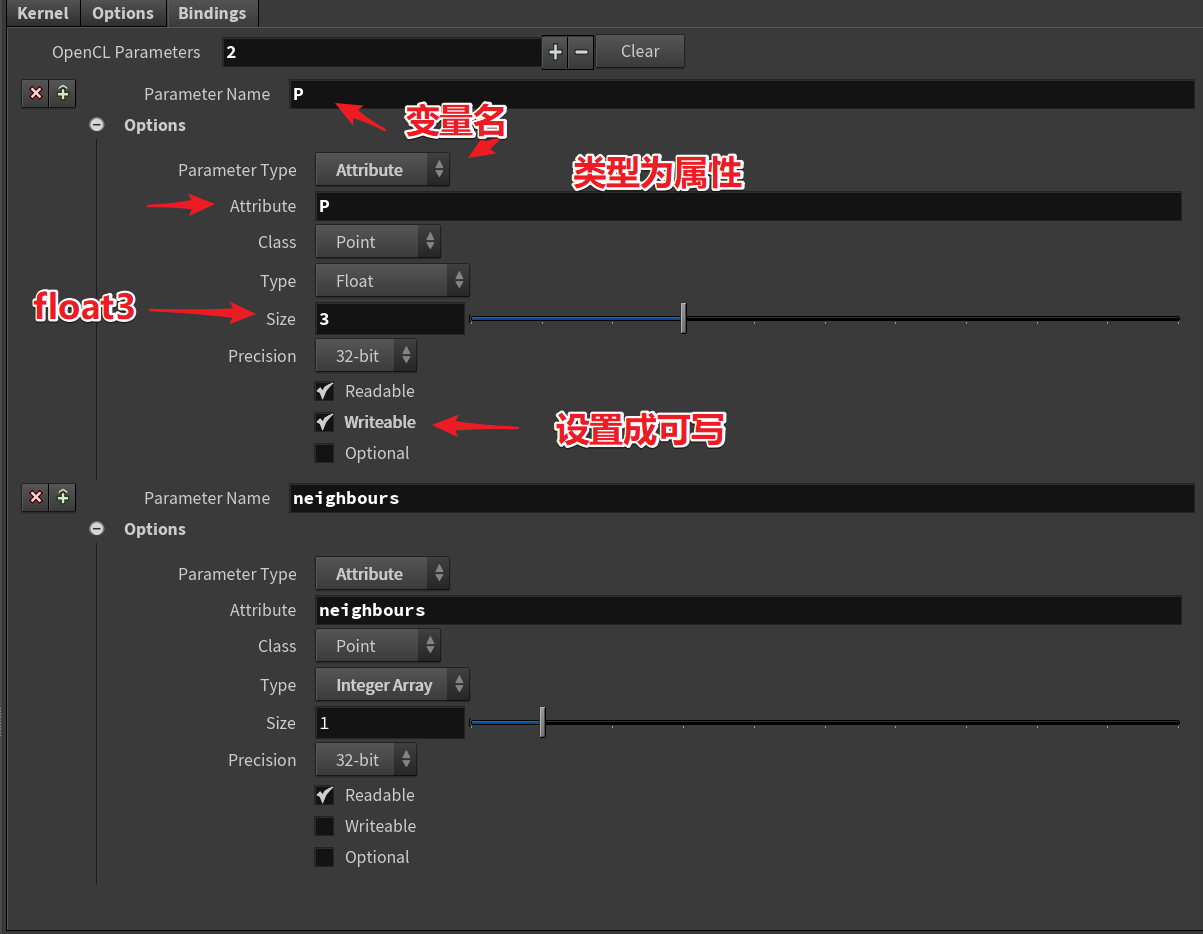 Kernel Options Bindings
OpenCL Parameters 2 + − Clear
Parameter Name P
变量名
Options
Parameter Type Attribute
类型为属性
Attribute P
Class Point
Type Float
float3
Size 3
Precision 32-bit
Readable
Writeable
设置成可写
Optional
Parameter Name neighbours
Options
Parameter Type Attribute
Attribute neighbours
Class Point
Type Integer Array
Size 1
Precision 32-bit
Readable
Writeable
Optional